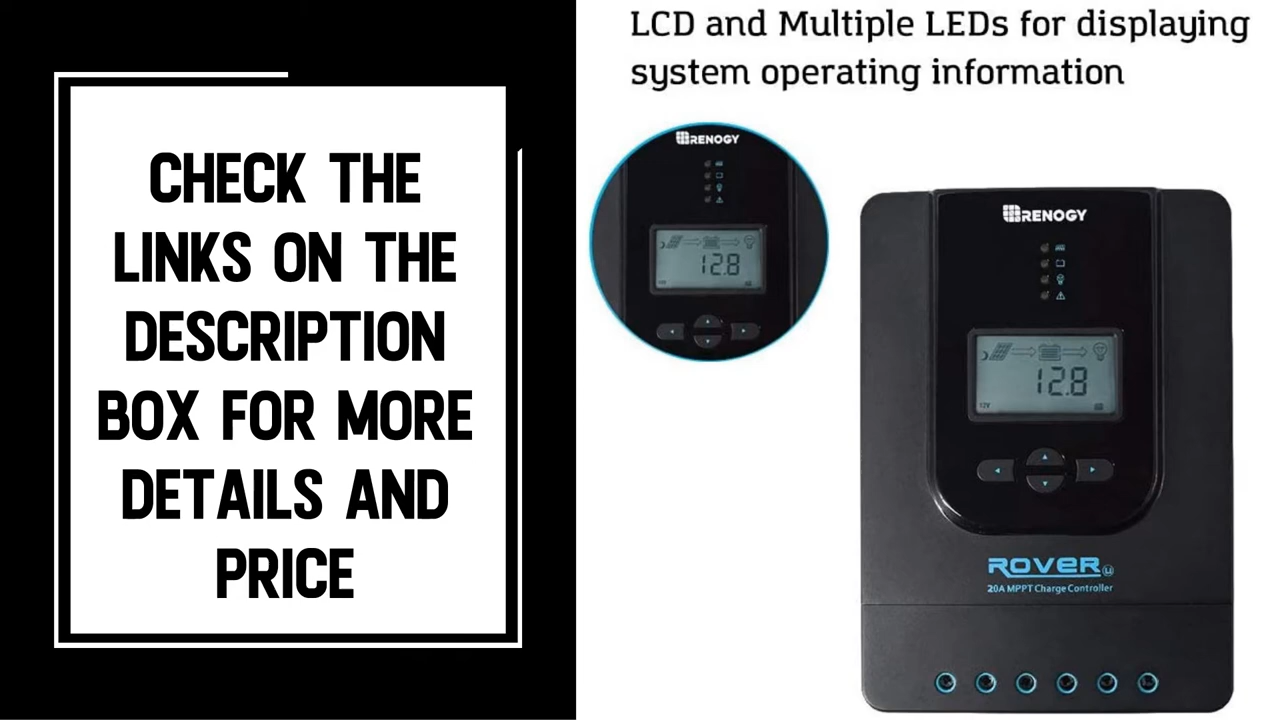 CHECK THE
LINKS ON THE
DESCRIPTION
BOX FOR MORE
DETAILS AND
PRICE
LCD and Multiple LEDs for displaying
system operating information
RENOGY
12.8
RENOGY
12.8
12V
ROVER Li
20A MPPT Charge Controller